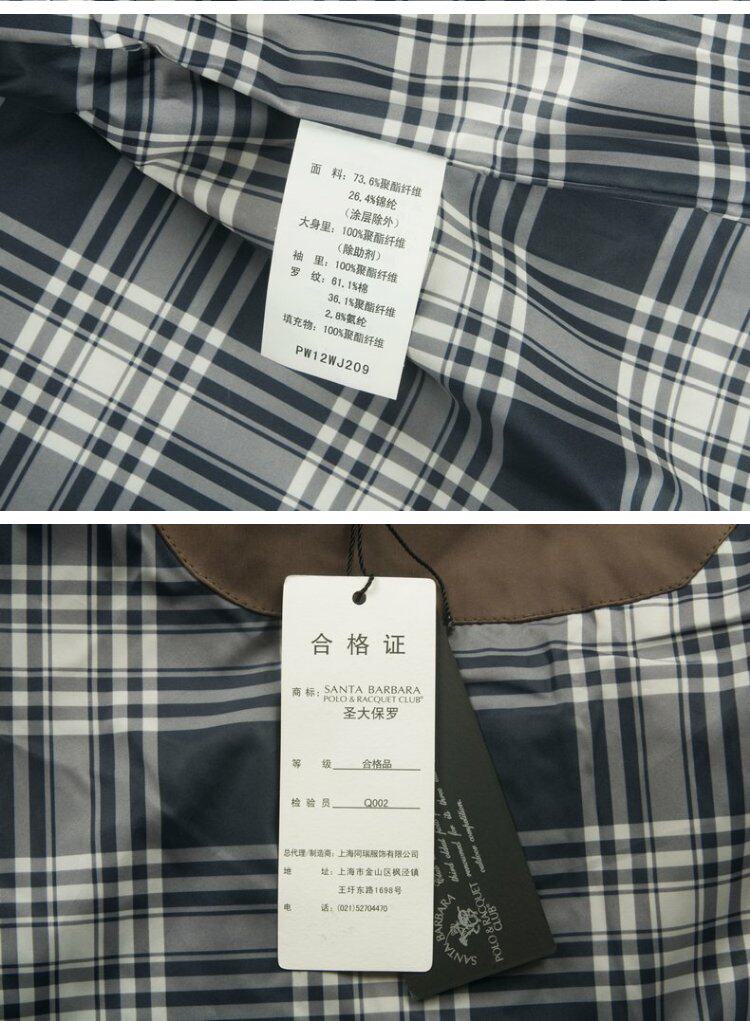 面 料：73.6%聚酯纤维
26.4%锦纶
（涂层除外）
大身里：100%聚酯纤维
（除助剂）
袖 里：100%聚酯纤维
罗 纹：61.1%棉
36.1%聚酯纤维
2.8%氨纶
填充物：100%聚酯纤维
PW12WJ209
合格证
商标：SANTA BARBARA
POLO & RACQUET CLUB®
圣大保罗
等 级 合格品
检验员 Q002
总代理/制造商：上海阿瑞服饰有限公司
地 址：上海市金山区枫泾镇
王圩东路1698号
电 话：(021)52704470
SANTA BARBARA
POLO & RACQUET
CLUB